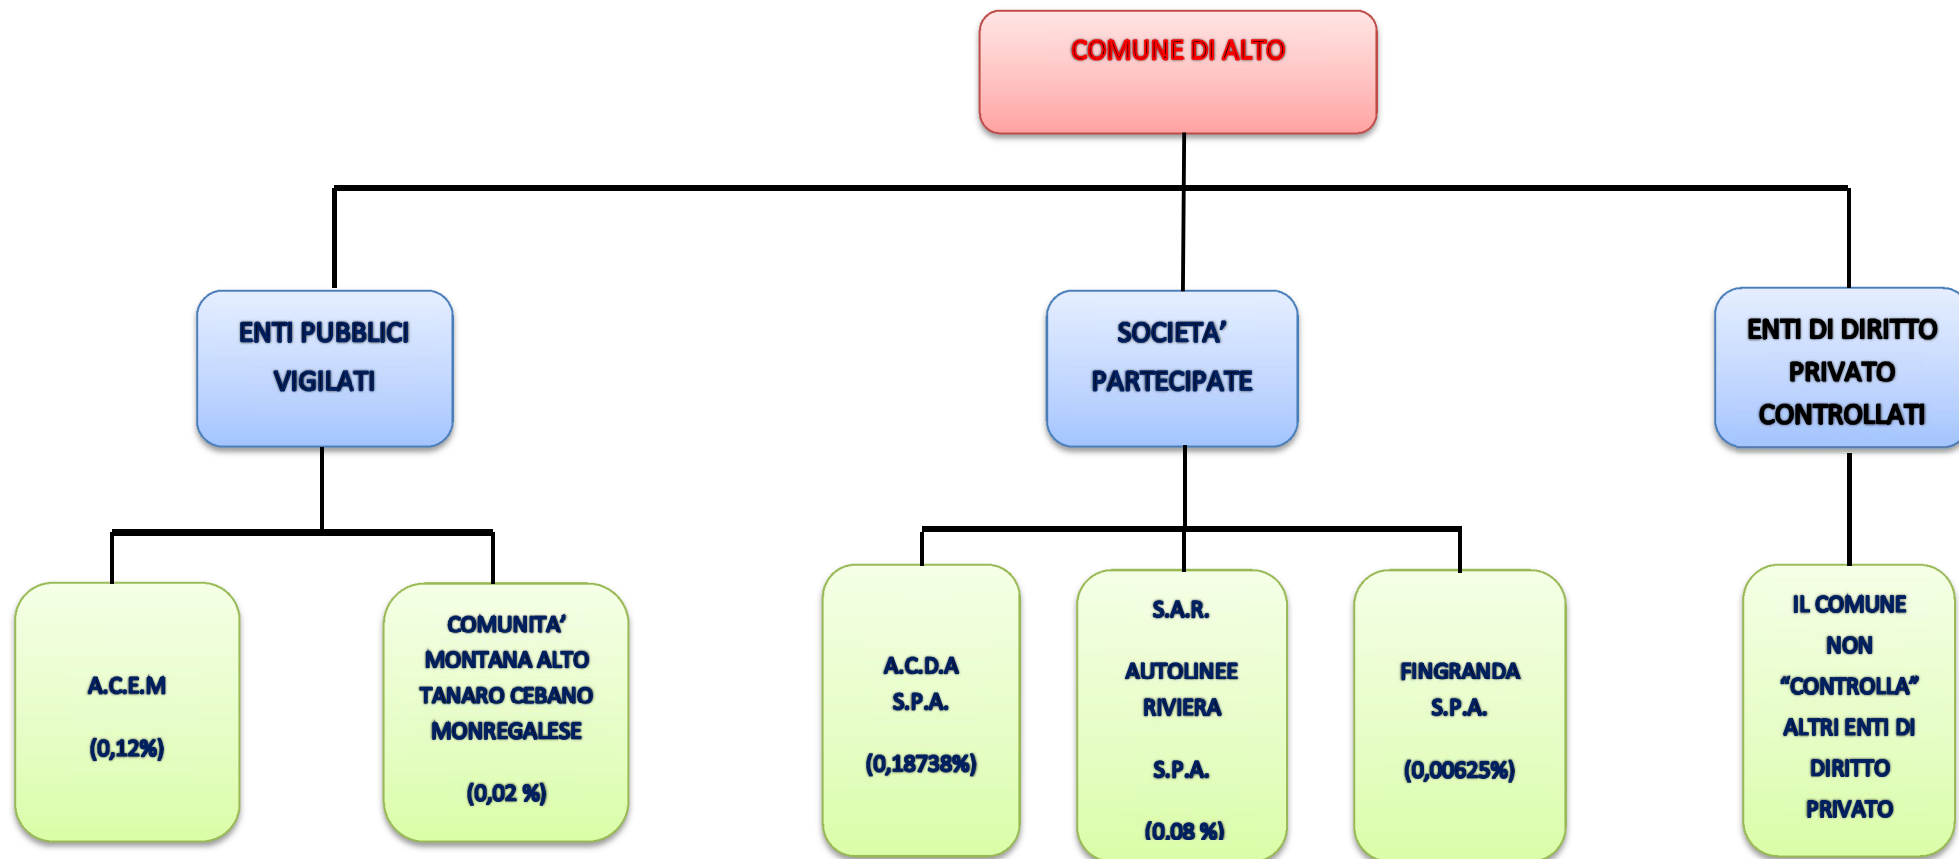 COMUNE DI ALTO
ENTI PUBBLICI
VIGILATI
SOCIETA’
PARTECIPATE
ENTI DI DIRITTO
PRIVATO
CONTROLLATI
A.C.E.M
(0,12%)
COMUNITA’
MONTANA ALTO
TANARO CEBANO
MONREGALESE
(0,02 %)
A.C.D.A
S.P.A.
(0,18738%)
S.A.R.
AUTOLINEE
RIVIERA
S.P.A.
(0,08 %)
FINGRANDA
S.P.A.
(0,00625%)
IL COMUNE
NON
“CONTROLLA”
ALTRI ENTI DI
DIRITTO
PRIVATO